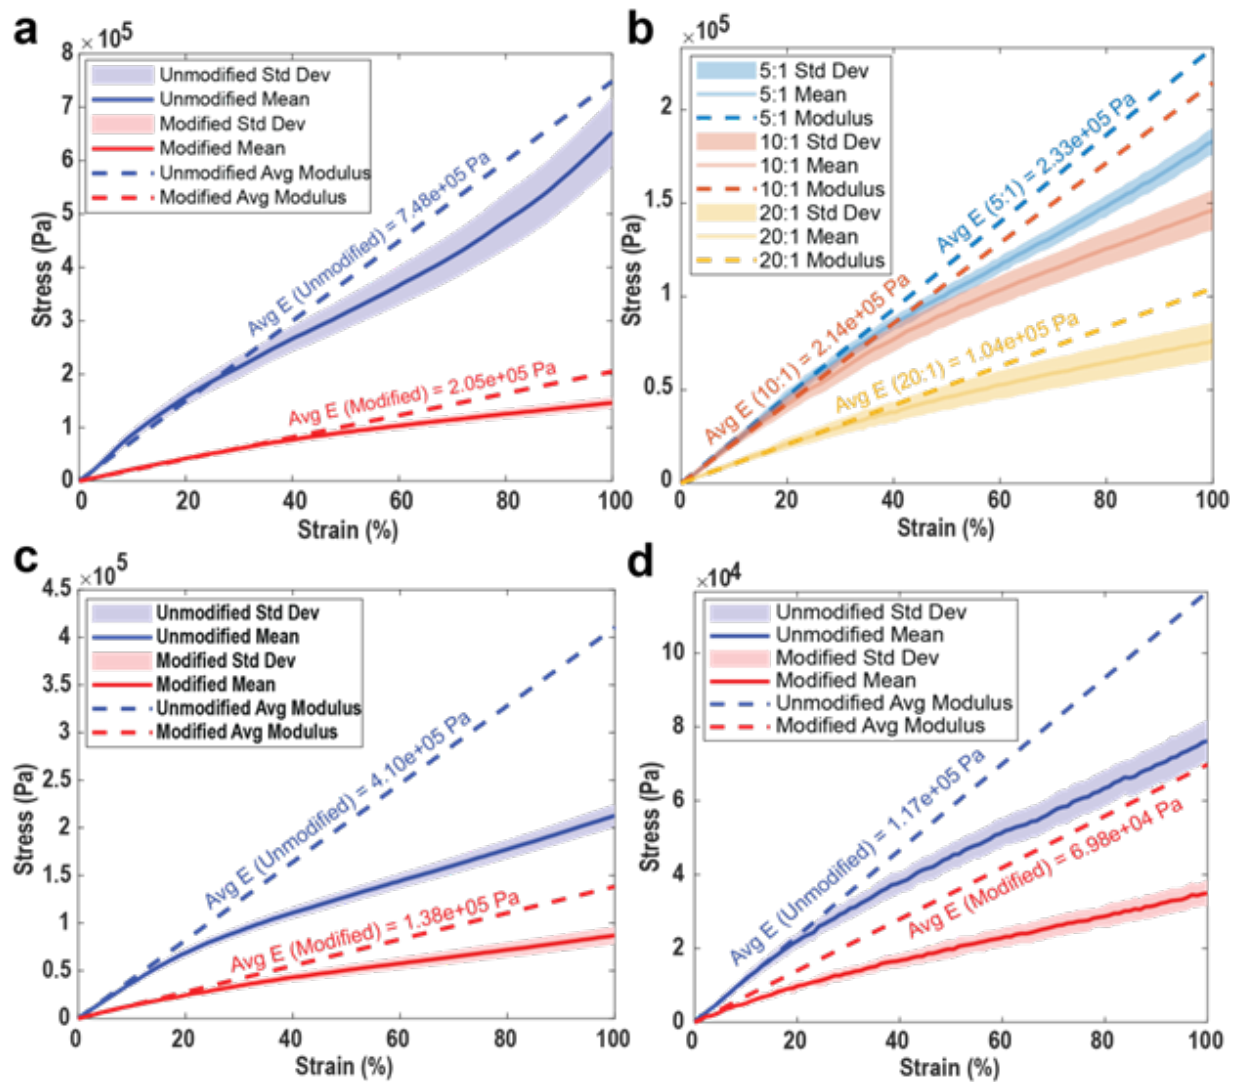 a
× 10⁵
8
7
6
5
4
3
2
1
0
Stress (Pa)
Unmodified Std Dev
Unmodified Mean
Modified Std Dev
Modified Mean
Unmodified Avg Modulus
Modified Avg Modulus
Avg E (Unmodified) = 7.48e+05 Pa
Avg E (Modified) = 2.05e+05 Pa
0 20 40 60 80 100
Strain (%)
b
×10⁵
2
1.5
1
0.5
0
Stress (Pa)
5:1 Std Dev
5:1 Mean
5:1 Modulus
10:1 Std Dev
10:1 Mean
10:1 Modulus
20:1 Std Dev
20:1 Mean
20:1 Modulus
Avg E (5:1) = 2.33e+05 Pa
Avg E (10:1) = 2.14e+05 Pa
Avg E (20:1) = 1.04e+05 Pa
0 20 40 60 80 100
Strain (%)
c
×10⁵
4.5
4
3.5
3
2.5
2
1.5
1
0.5
0
Stress (Pa)
Unmodified Std Dev
Unmodified Mean
Modified Std Dev
Modified Mean
Unmodified Avg Modulus
Modified Avg Modulus
Avg E (Unmodified) = 4.10e+05 Pa
Avg E (Modified) = 1.38e+05 Pa
0 20 40 60 80 100
Strain (%)
d
×10⁴
10
8
6
4
2
0
Stress (Pa)
Unmodified Std Dev
Unmodified Mean
Modified Std Dev
Modified Mean
Unmodified Avg Modulus
Modified Avg Modulus
Avg E (Unmodified) = 1.17e+05 Pa
Avg E (Modified) = 6.98e+04 Pa
0 20 40 60 80 100
Strain (%)